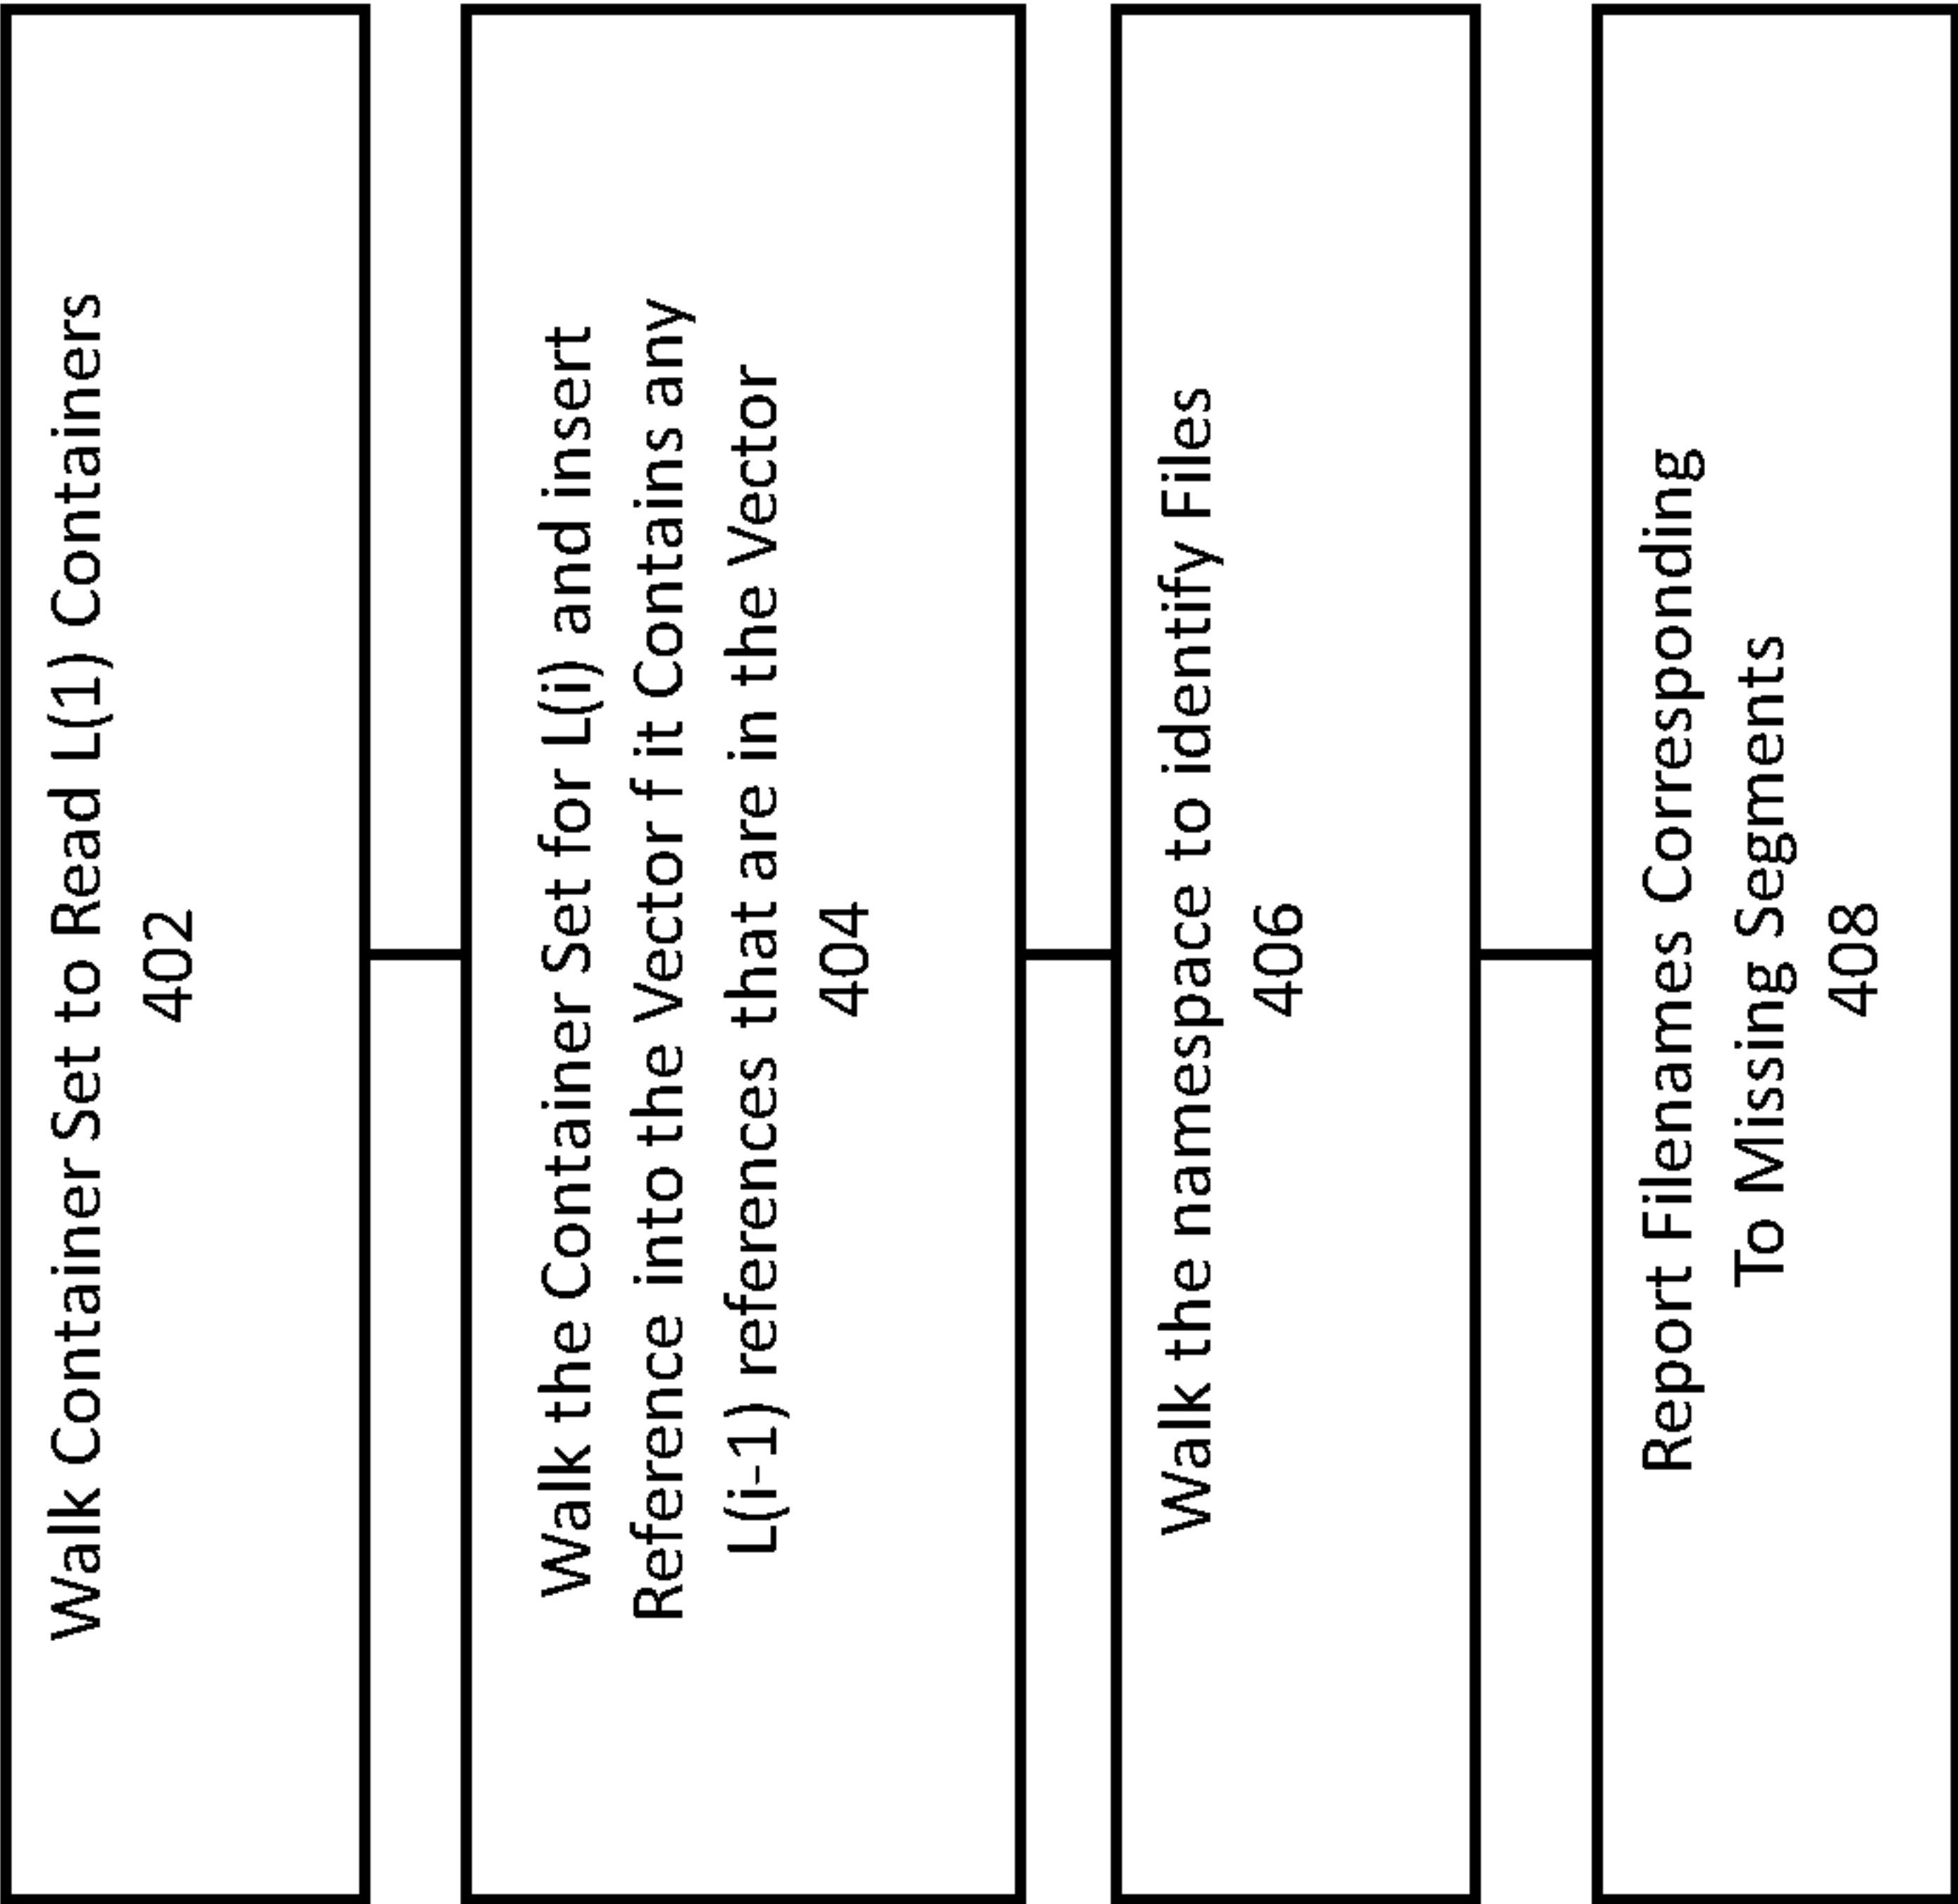 Walk Container Set to Read L(1) Containers
402
Walk the Container Set for L(i) and insert
Reference into the Vector f it Contains any
L(i-1) references that are in the Vector
404
Walk the namespace to identify Files
406
Report Filenames Corresponding
To Missing Segments
408